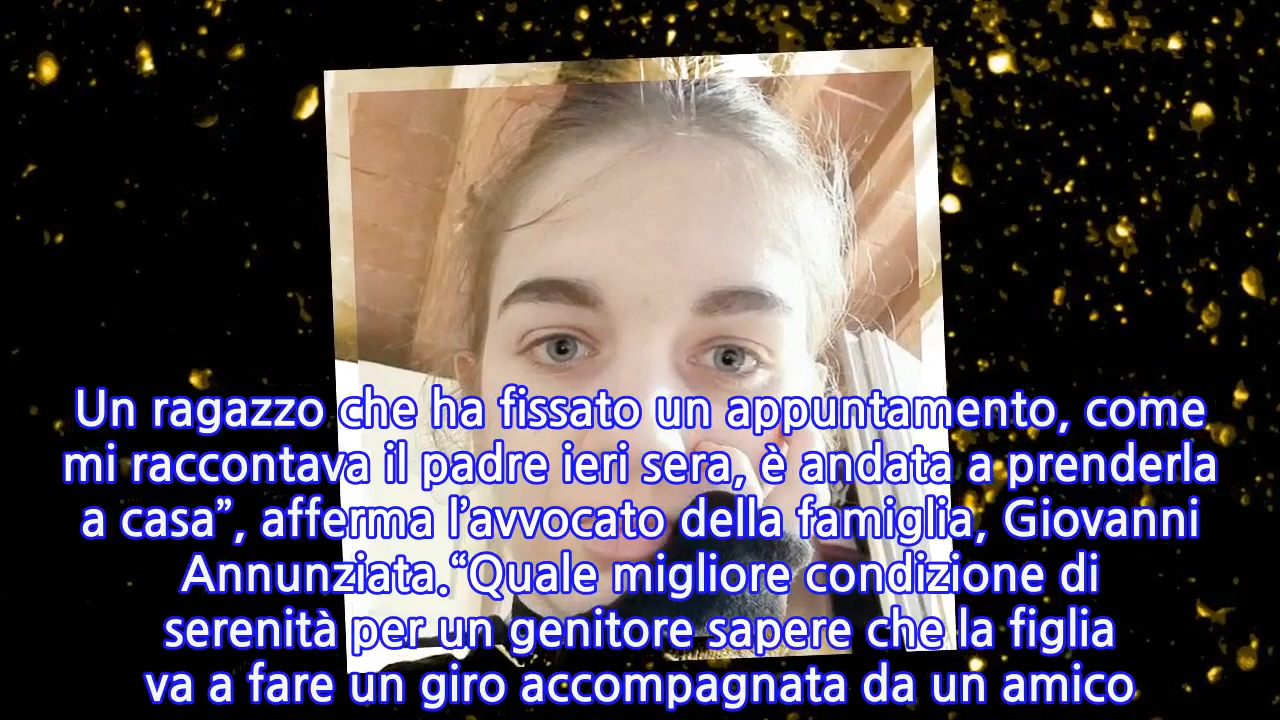 Un ragazzo che ha fissato un appuntamento, come
mi raccontava il padre ieri sera, è andata a prenderla
a casa”, afferma l’avvocato della famiglia, Giovanni
Annunziata.“Quale migliore condizione di
serenità per un genitore sapere che la figlia
va a fare un giro accompagnata da un amico